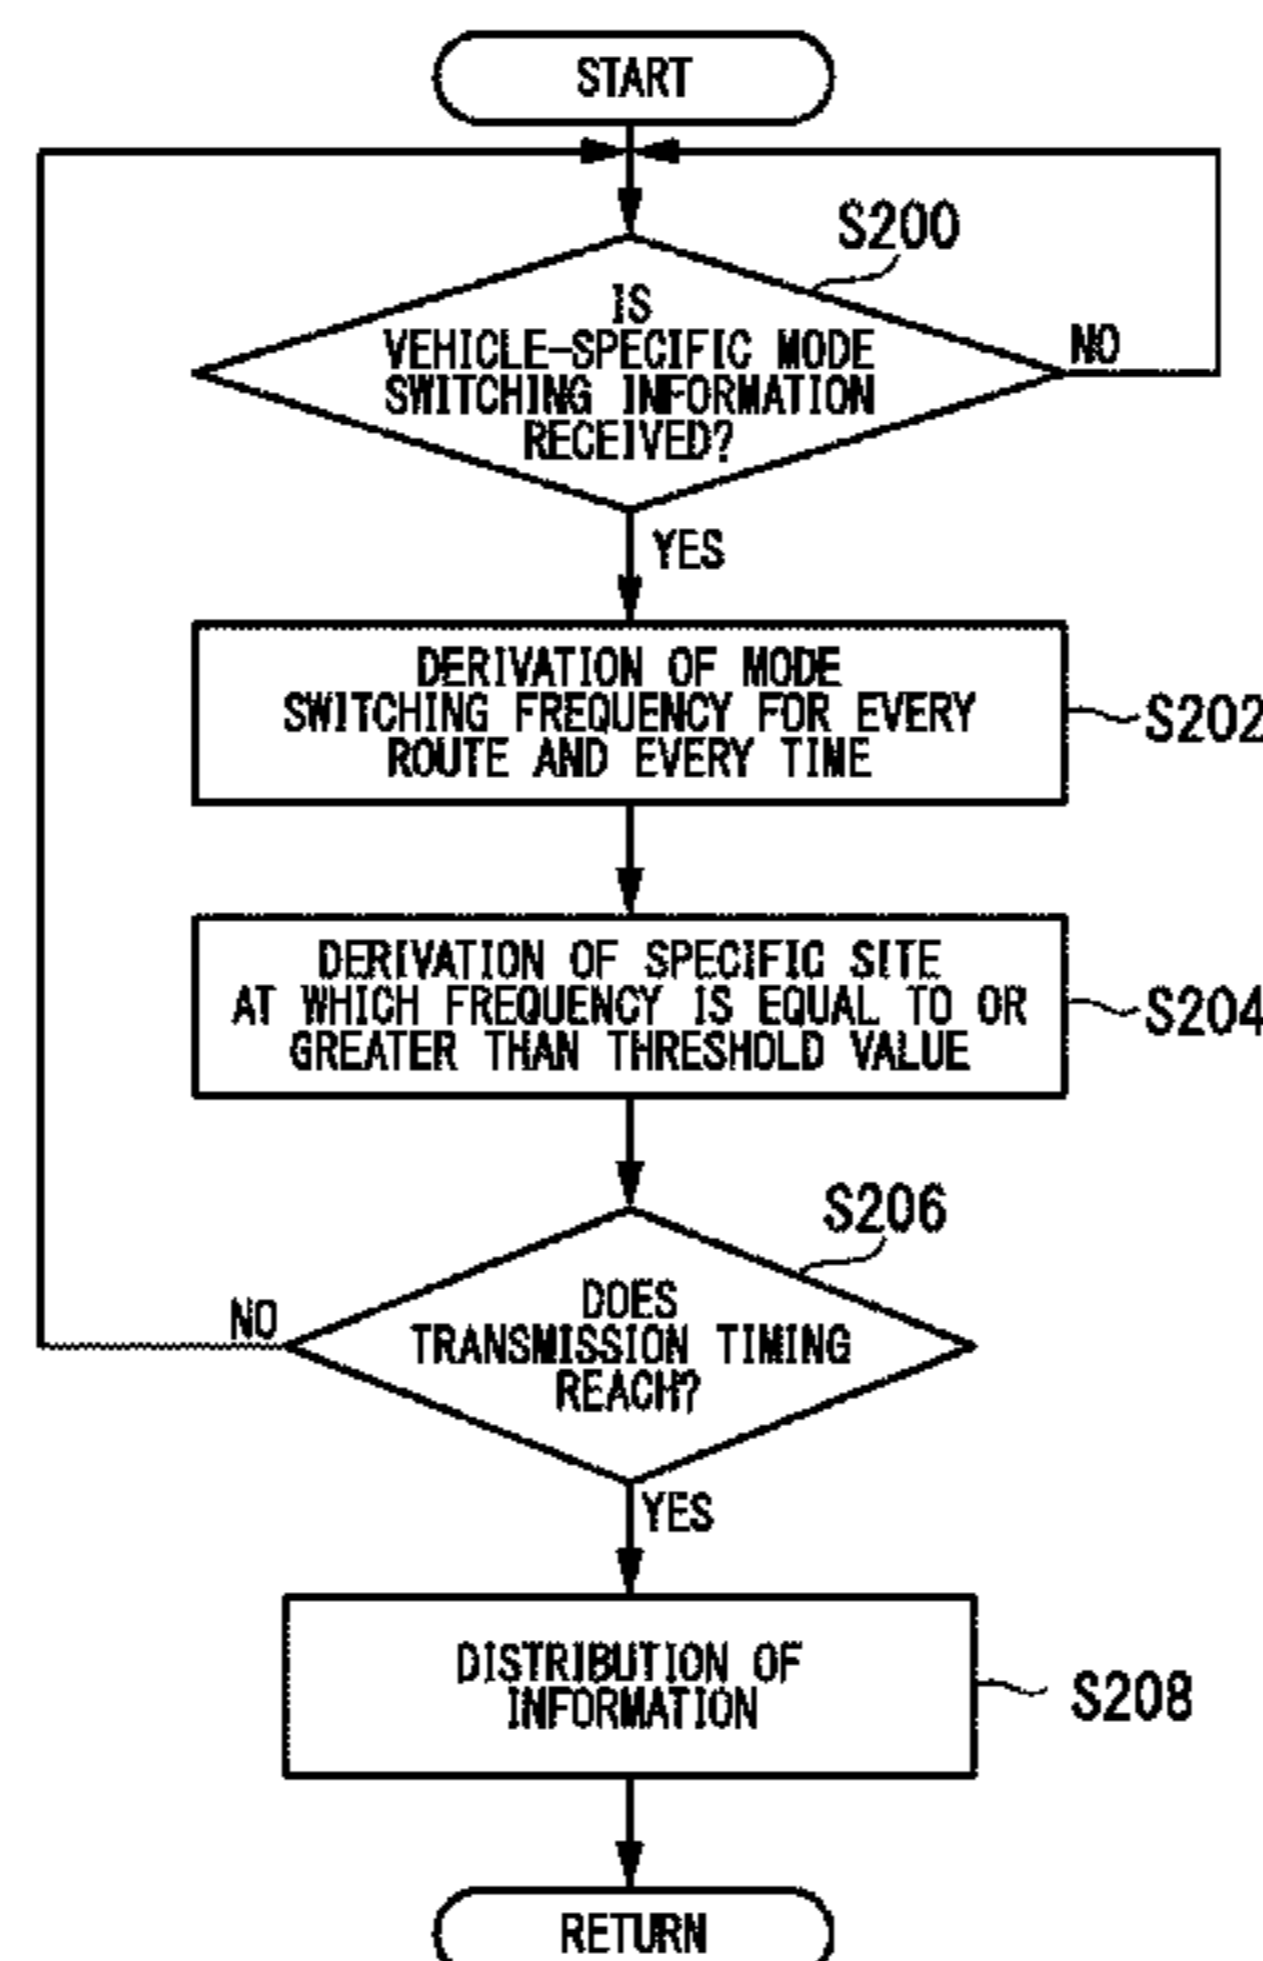 START
S200
IS
VEHICLE-SPECIFIC MODE
SWITCHING INFORMATION
RECEIVED?
NO
YES
DERIVATION OF MODE
SWITCHING FREQUENCY FOR EVERY
ROUTE AND EVERY TIME
S202
DERIVATION OF SPECIFIC SITE
AT WHICH FREQUENCY IS EQUAL TO OR
GREATER THAN THRESHOLD VALUE
S204
S206
NO
DOES
TRANSMISSION TIMING
REACH?
YES
DISTRIBUTION OF
INFORMATION
S208
RETURN